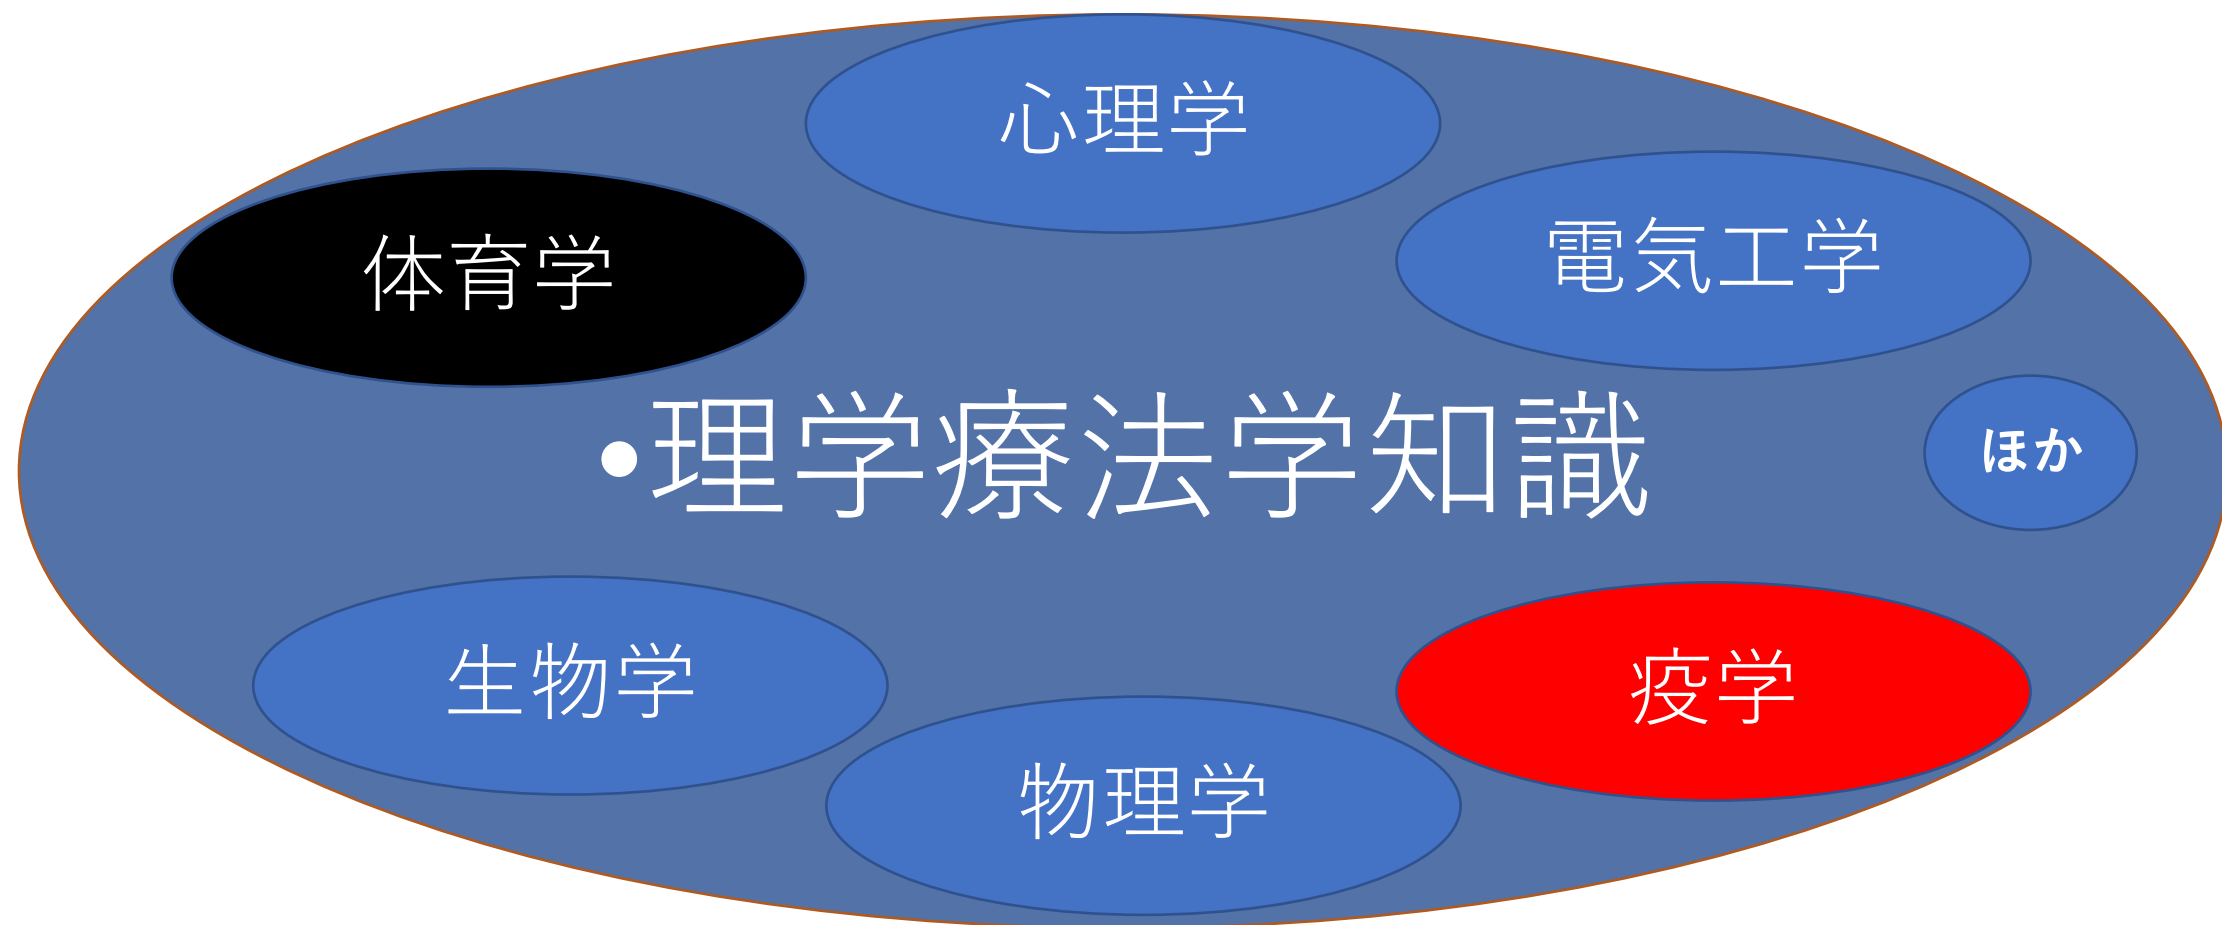 心理学
体育学
電気工学
•理学療法学知識
ほか
生物学
疫学
物理学